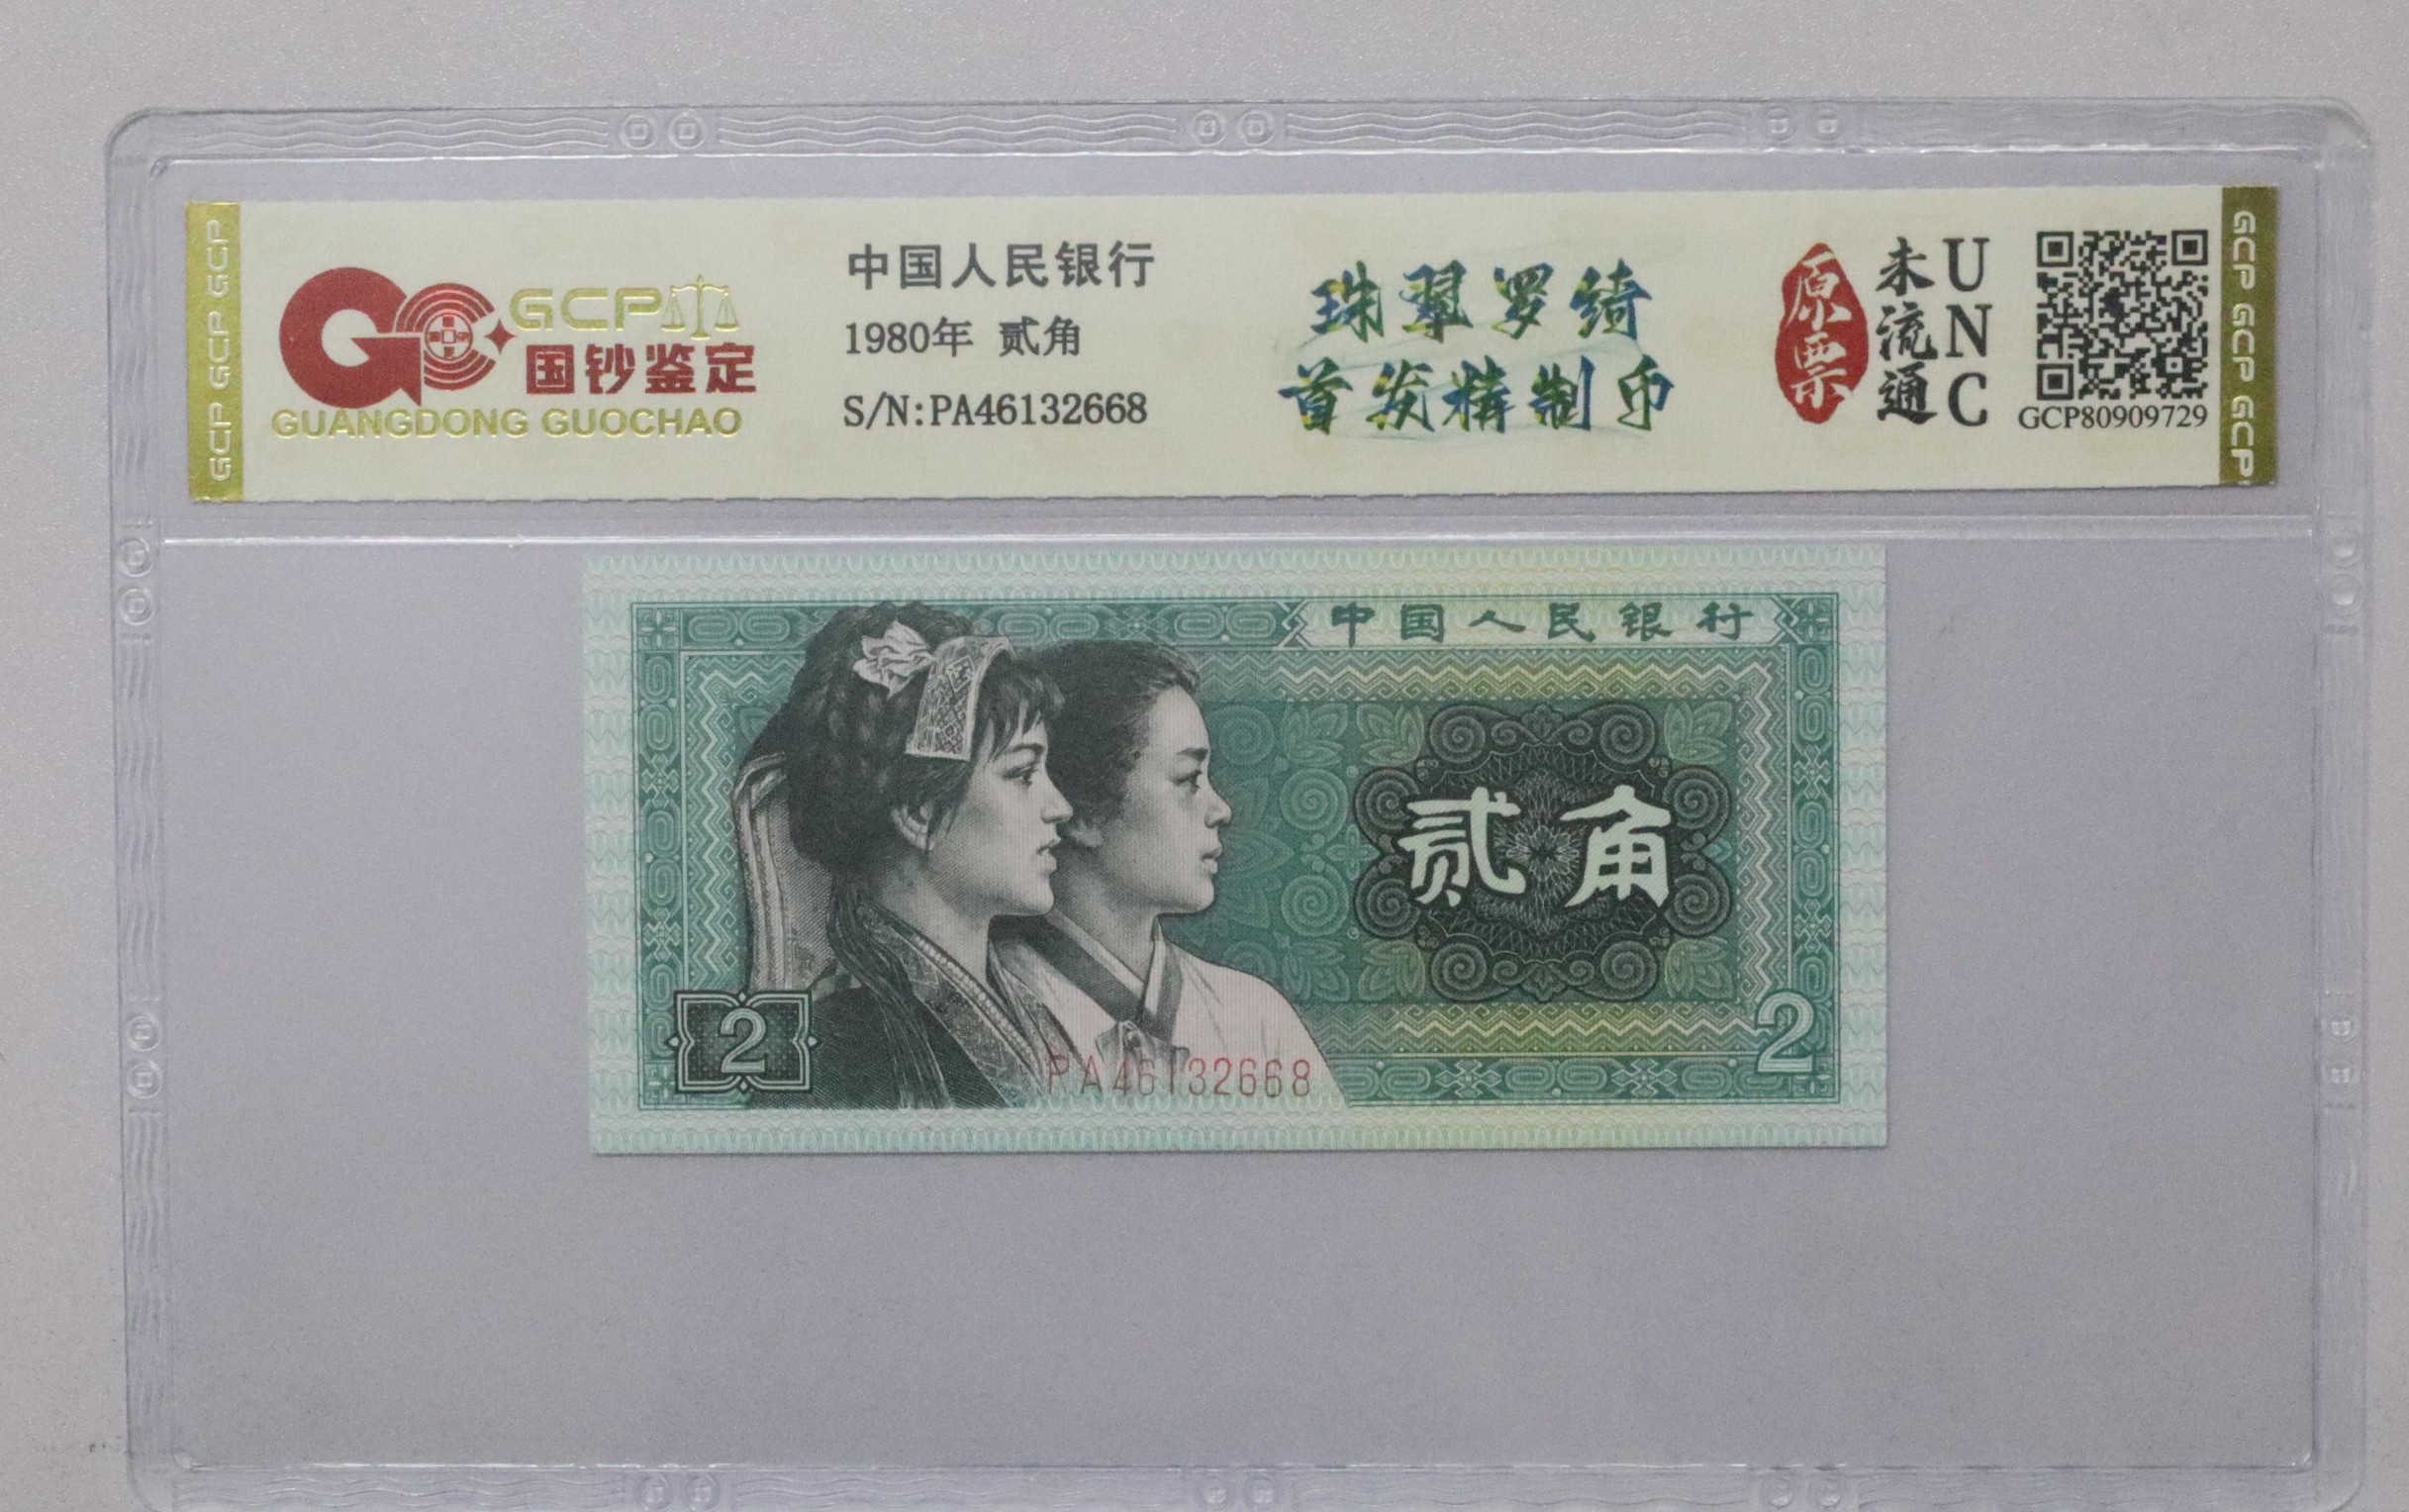 GCP GCP GCP
GCP
国钞鉴定
GUANGDONG GUOCHAO
中国人民银行
1980年 贰角
S/N:PA46132668
珠翠罗绮
首发精制币
原票
未流通
UNC
GCP80909729
GCP GCP GCP
中国人民银行
贰角
2
2
PA46132668